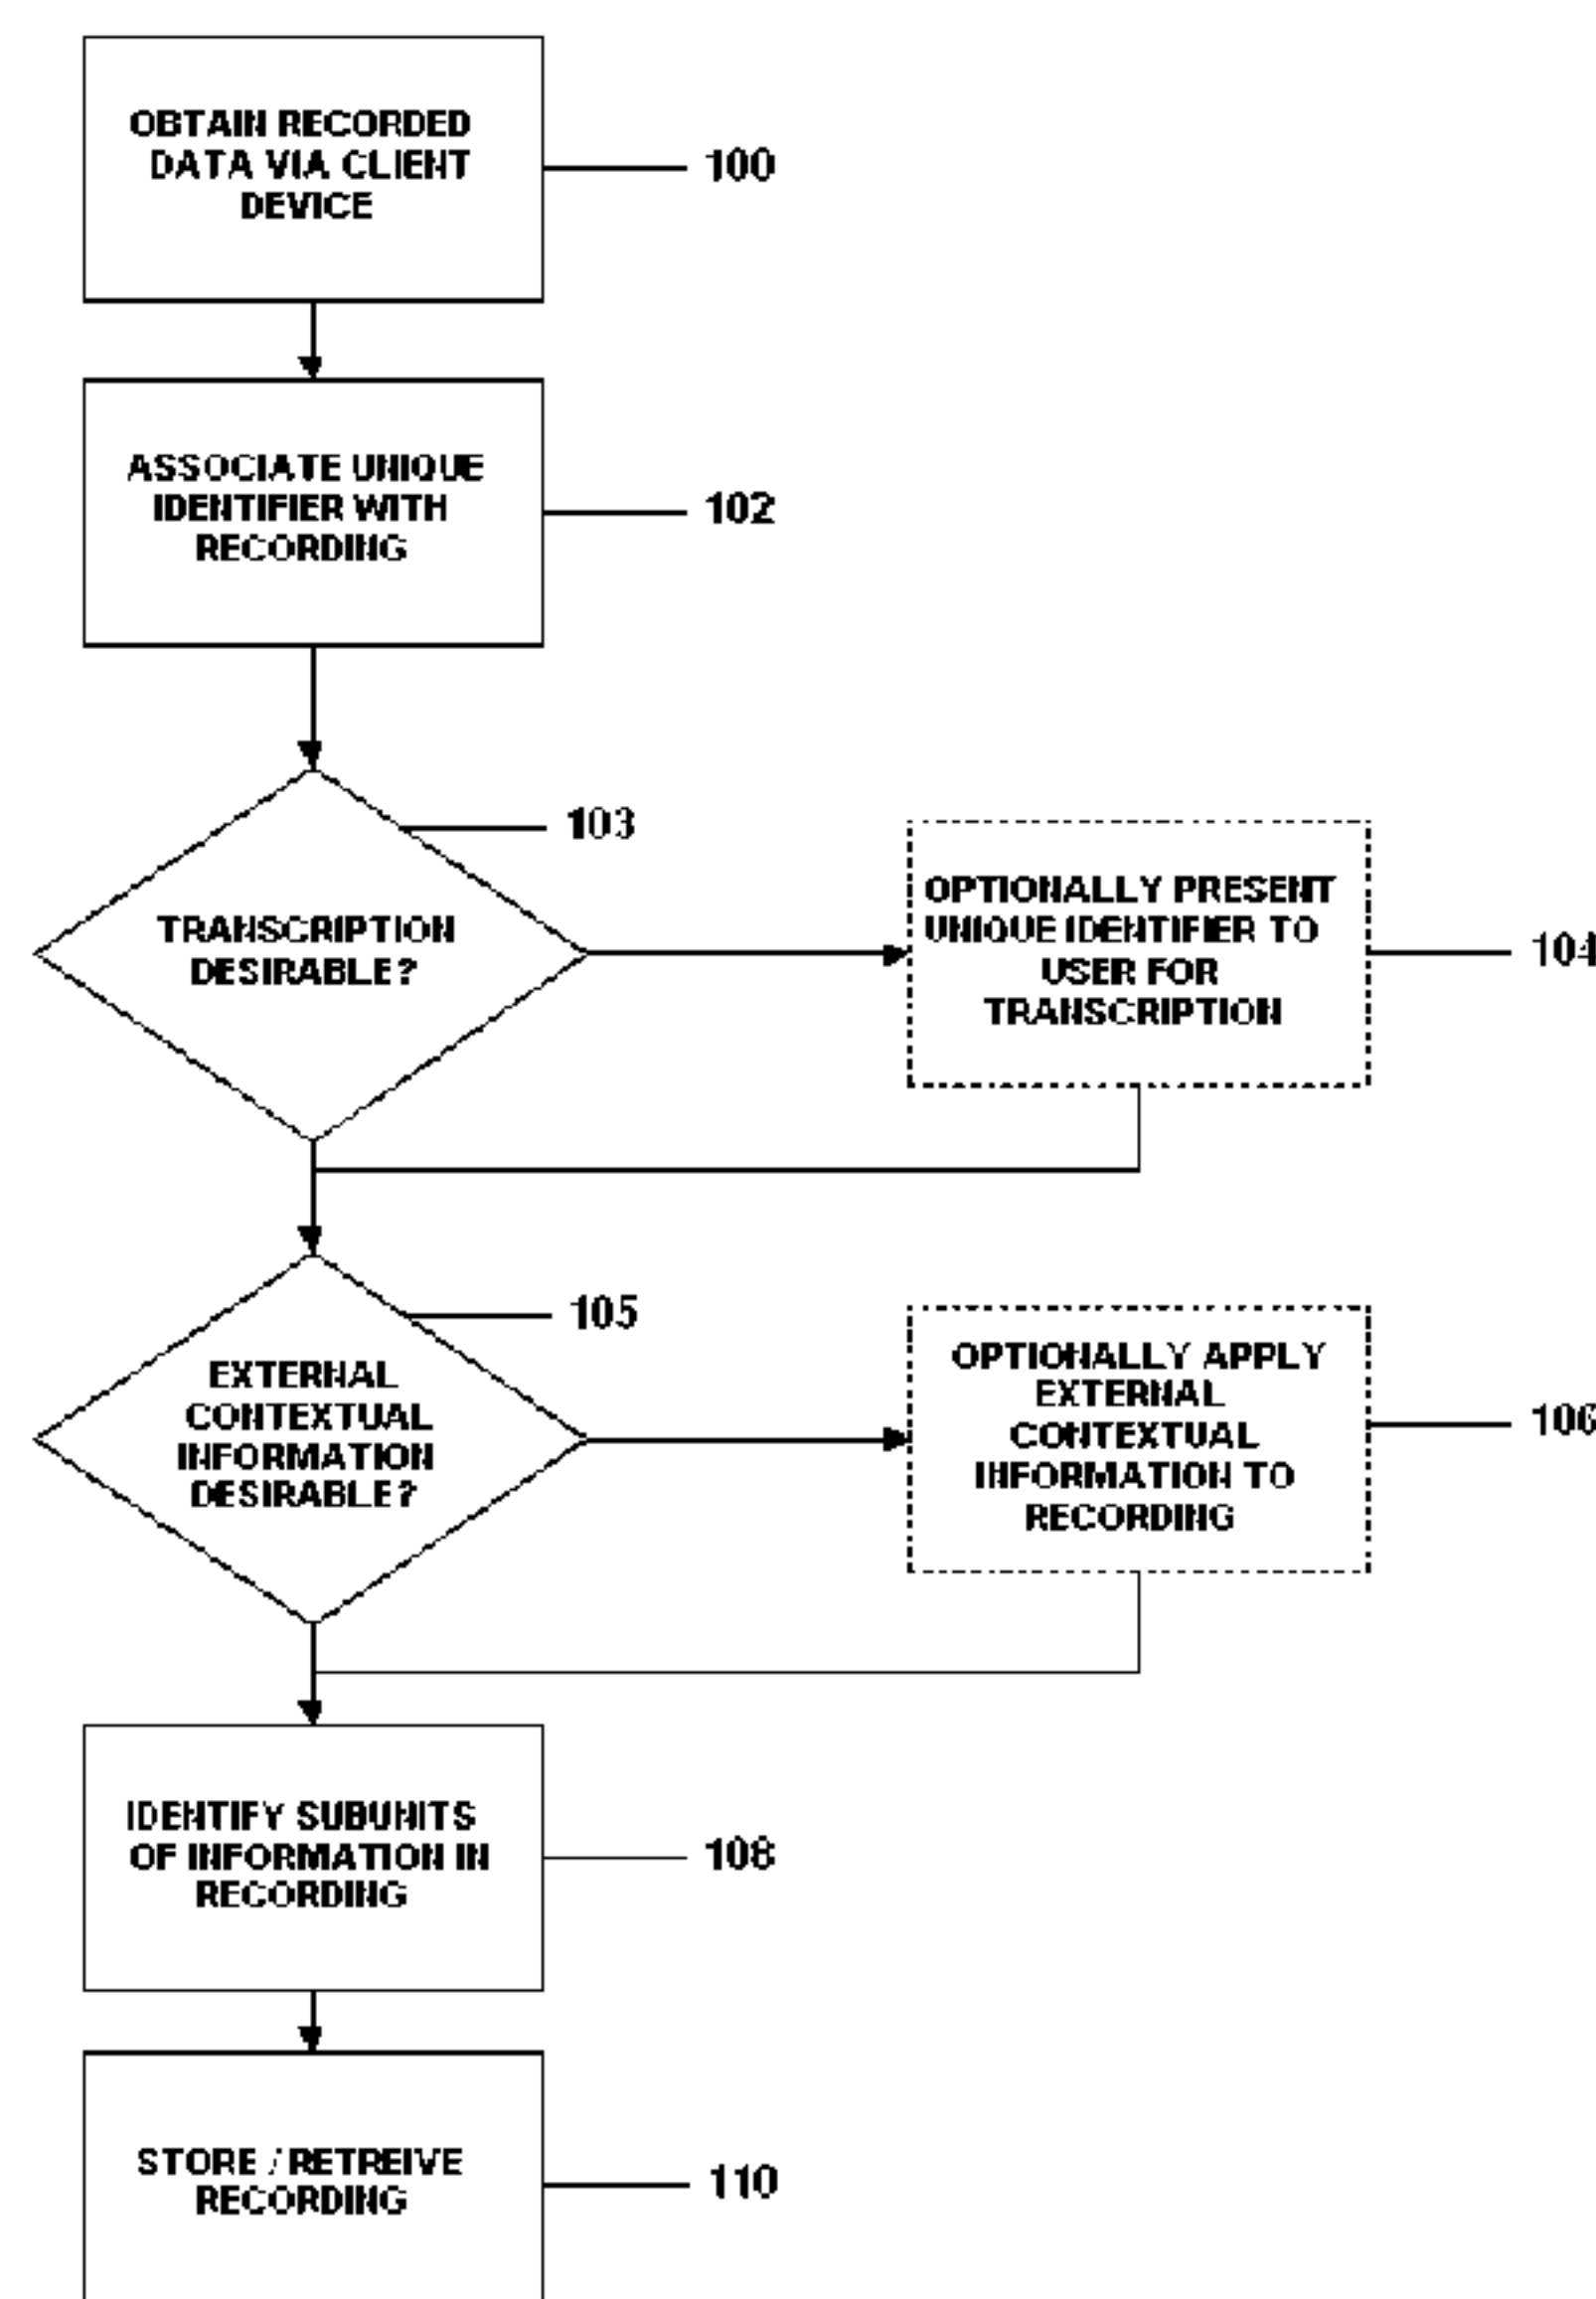 OBTAIN RECORDED
DATA VIA CLIENT
DEVICE
100
ASSOCIATE UNIQUE
IDENTIFIER WITH
RECORDING
102
103
TRANSCRIPTION
DESIRABLE?
OPTIONALLY PRESENT
UNIQUE IDENTIFIER TO
USER FOR
TRANSCRIPTION
104
105
EXTERNAL
CONTEXTUAL
INFORMATION
DESIRABLE?
OPTIONALLY APPLY
EXTERNAL
CONTEXTUAL
INFORMATION TO
RECORDING
106
IDENTIFY SUBUNITS
OF INFORMATION IN
RECORDING
108
STORE / RETREIVE
RECORDING
110